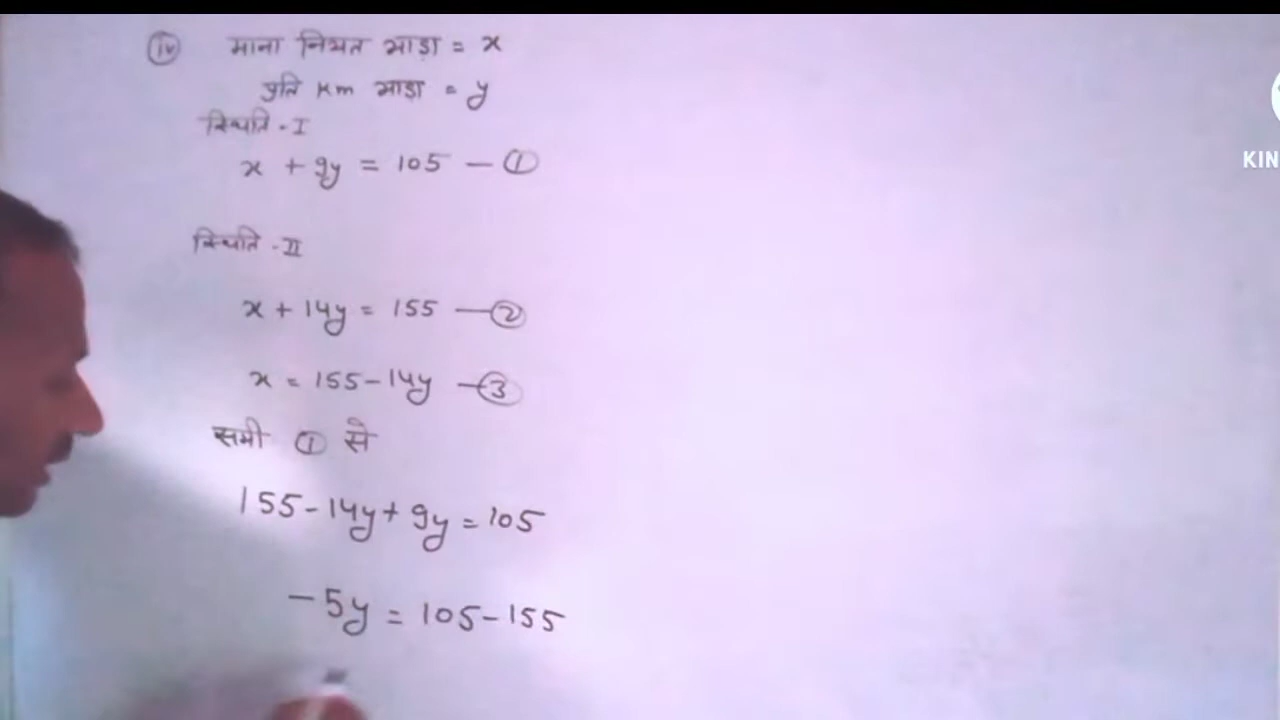 (iv) माना नियत भाड़ा = x
प्रति Km भाड़ा = y
स्थिति - I
x + 9y = 105 — ①
स्थिति - II
x + 14y = 155 — ②
x = 155 - 14y — ③
समी ① से
155 - 14y + 9y = 105
- 5y = 105 - 155
KIN